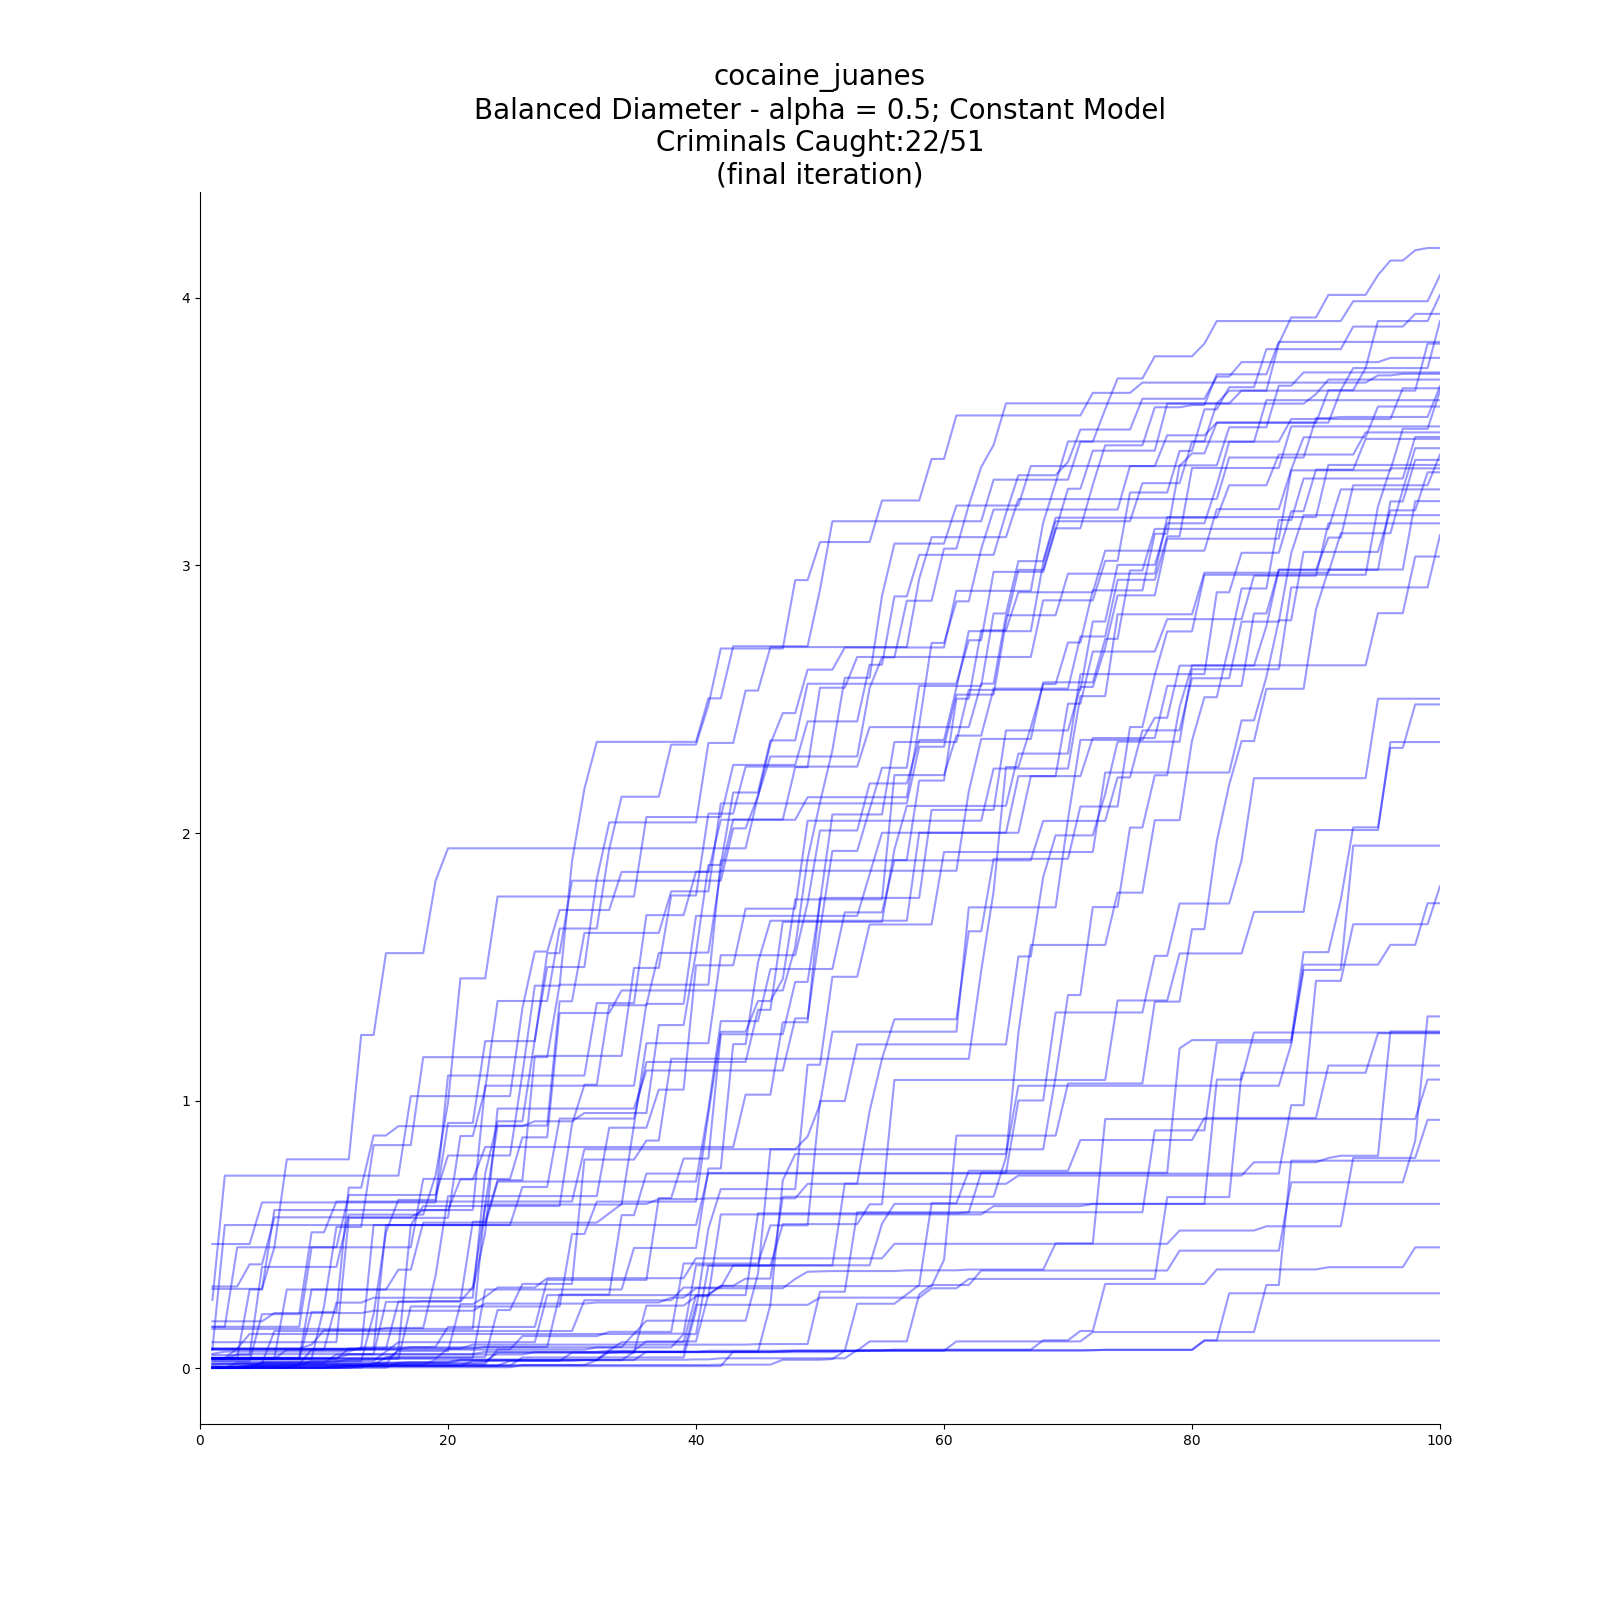 cocaine_juanes
Balanced Diameter - alpha = 0.5; Constant Model
Criminals Caught:22/51
(final iteration)
4
3
2
1
0
0 20 40 60 80 100